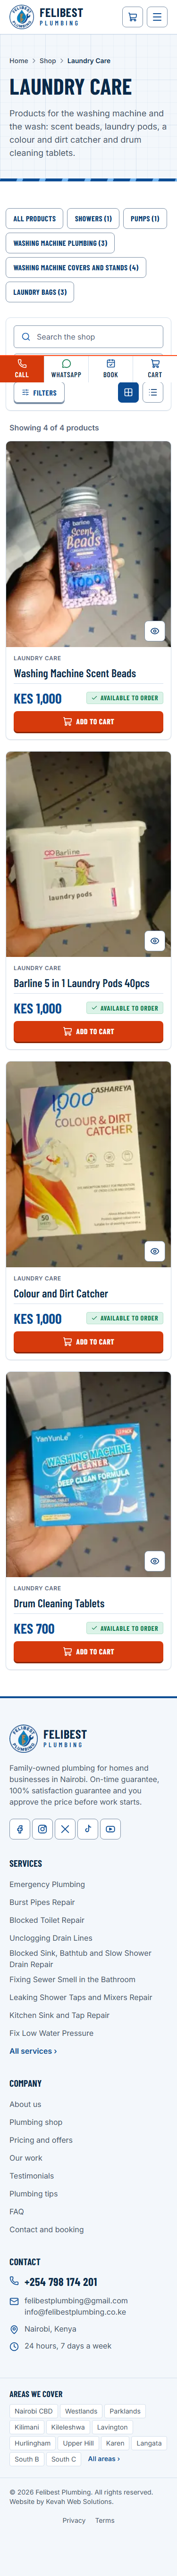 FELIBEST
PLUMBING
Home > Shop > Laundry Care
LAUNDRY CARE
Products for the washing machine and
the wash: scent beads, laundry pods, a
colour and dirt catcher and drum
cleaning tablets.
ALL PRODUCTS
SHOWERS (1)
PUMPS (1)
WASHING MACHINE PLUMBING (3)
WASHING MACHINE COVERS AND STANDS (4)
LAUNDRY BAGS (3)
Search the shop
CALL
WHATSAPP
BOOK
CART
FILTERS
Showing 4 of 4 products
Washing Machine
Scent
Beads
LAUNDRY CARE
Washing Machine Scent Beads
KES 1,000
AVAILABLE TO ORDER
ADD TO CART
Barline
laundry pods
LAUNDRY CARE
Barline 5 in 1 Laundry Pods 40pcs
KES 1,000
AVAILABLE TO ORDER
ADD TO CART
1000
COLOUR & DIRT
CATCHER
50
CASHAREFA
LAUNDRY CARE
Colour and Dirt Catcher
KES 1,000
AVAILABLE TO ORDER
ADD TO CART
YanYunLe
WASHING MACHINE
CLEANER
DEEP CLEAN FORMULA
LAUNDRY CARE
Drum Cleaning Tablets
KES 700
AVAILABLE TO ORDER
ADD TO CART
FELIBEST
PLUMBING
Family-owned plumbing for homes and
businesses in Nairobi. On-time guarantee,
100% satisfaction guarantee and you
approve the price before work starts.
SERVICES
Emergency Plumbing
Burst Pipes Repair
Blocked Toilet Repair
Unclogging Drain Lines
Blocked Sink, Bathtub and Slow Shower
Drain Repair
Fixing Sewer Smell in the Bathroom
Leaking Shower Taps and Mixers Repair
Kitchen Sink and Tap Repair
Fix Low Water Pressure
All services ›
COMPANY
About us
Plumbing shop
Pricing and offers
Our work
Testimonials
Plumbing tips
FAQ
Contact and booking
CONTACT
+254 798 174 201
felibestplumbing@gmail.com
info@felibestplumbing.co.ke
Nairobi, Kenya
24 hours, 7 days a week
AREAS WE COVER
Nairobi CBD
Westlands
Parklands
Kilimani
Kileleshwa
Lavington
Hurlingham
Upper Hill
Karen
Langata
South B
South C
All areas ›
© 2026 Felibest Plumbing. All rights reserved.
Website by Kevah Web Solutions.
Privacy
Terms